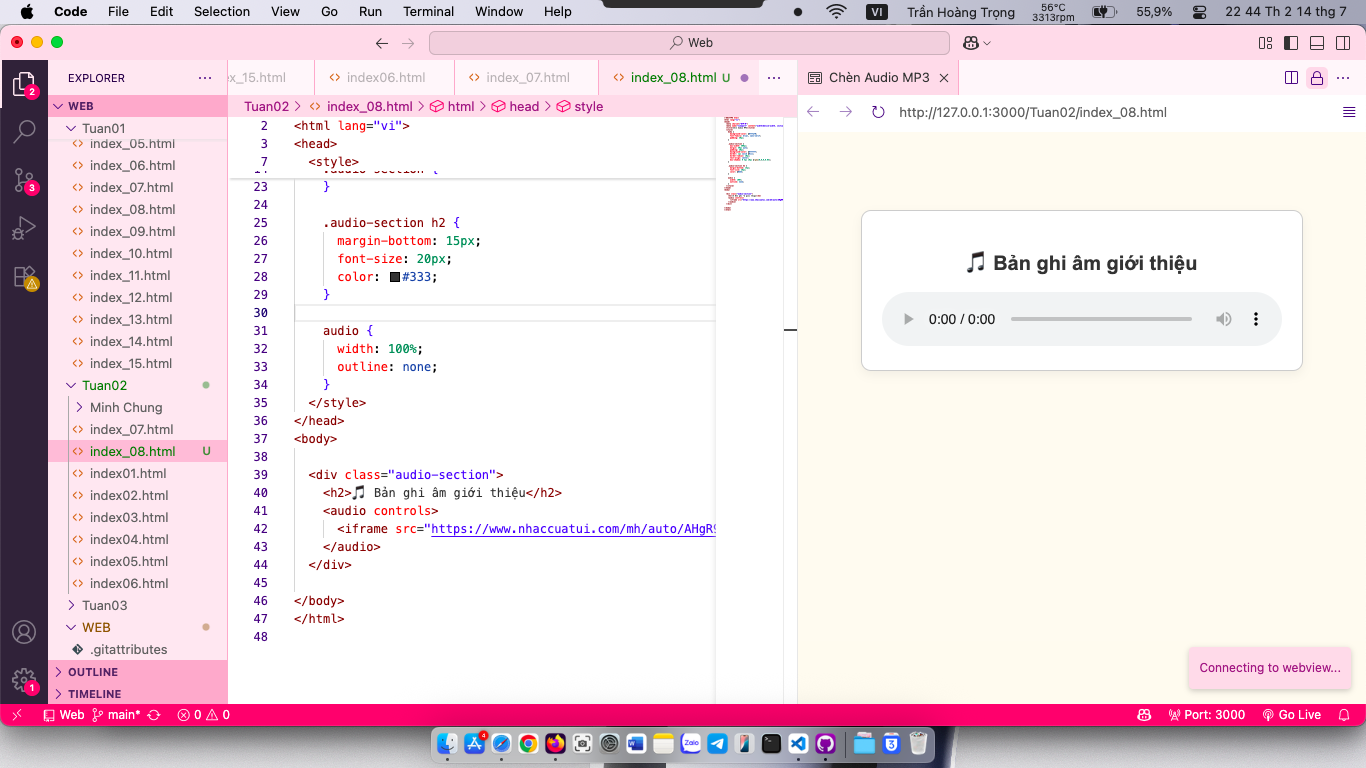 Code File Edit Selection View Go Run Terminal Window Help
VI Trần Hoàng Trọng 56°C 3313rpm 55,9% 22 44 Th 2 14 thg 7
Web
EXPLORER
_15.html index06.html index_07.html index_08.html U
Chèn Audio MP3
WEB
Tuan02 > index_08.html > html > head > style
http://127.0.0.1:3000/Tuan02/index_08.html
Tuan01
index_05.html
index_06.html
index_07.html
index_08.html
index_09.html
index_10.html
index_11.html
index_12.html
index_13.html
index_14.html
index_15.html
Tuan02
Minh Chung
index_07.html
index_08.html U
index01.html
index02.html
index03.html
index04.html
index05.html
index06.html
Tuan03
WEB
.gitattributes
OUTLINE
TIMELINE
2
3
4
1
2 <html lang="vi">
3 <head>
7 <style>
14 .audio-section {
23 }
24
25 .audio-section h2 {
26 margin-bottom: 15px;
27 font-size: 20px;
28 color: #333;
29 }
30
31 audio {
32 width: 100%;
33 outline: none;
34 }
35 </style>
36 </head>
37 <body>
38
39 <div class="audio-section">
40 <h2>🎵 Bản ghi âm giới thiệu</h2>
41 <audio controls>
42 <iframe src="https://www.nhaccuatui.com/mh/auto/AHgR
43 </audio>
44 </div>
45
46 </body>
47 </html>
48
🎵 Bản ghi âm giới thiệu
0:00 / 0:00
Connecting to webview...
Web main* 0 0
Port: 3000 Go Live
Zalo
3